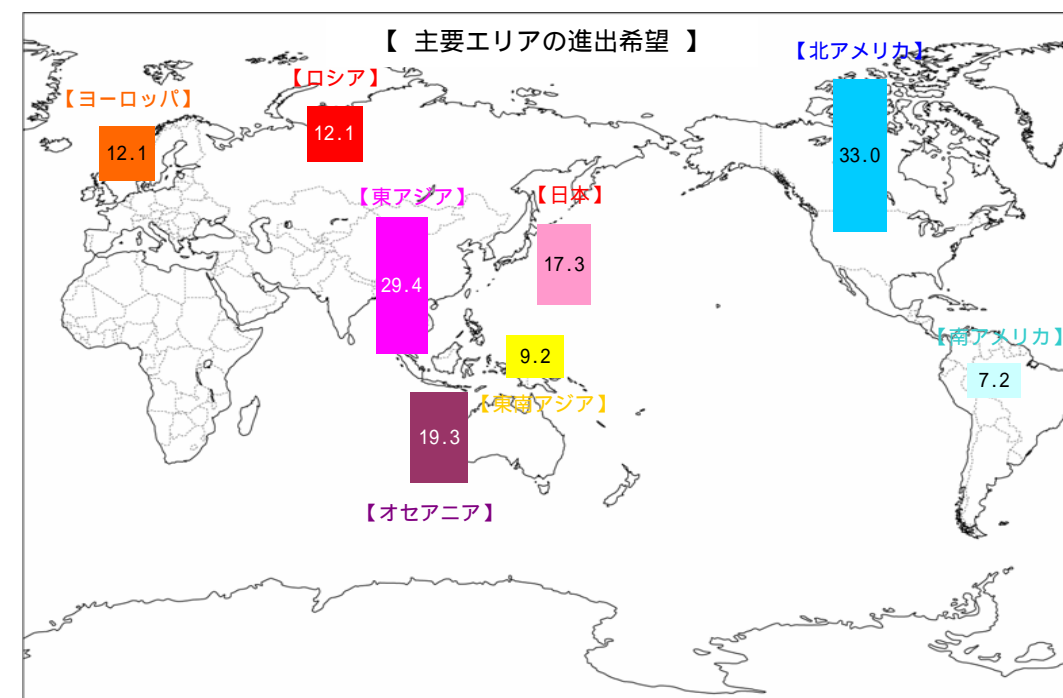 【 主要エリアの進出希望 】
【北アメリカ】
【ロシア】
【ヨーロッパ】
12.1
12.1
33.0
【東アジア】
【日本】
29.4
17.3
【南アメリカ】
9.2
7.2
【東南アジア】
19.3
【オセアニア】